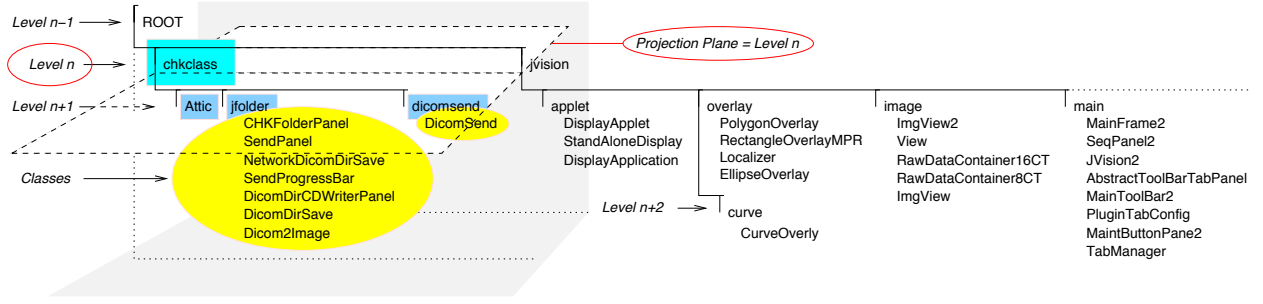 Level n−1
ROOT
Projection Plane = Level n
Level n
chkclass
jvision
Level n+1
Attic
jfolder
dicomsend
applet
overlay
image
main
CHKFolderPanel
SendPanel
NetworkDicomDirSave
SendProgressBar
DicomDirCDWriterPanel
DicomDirSave
Dicom2Image
DicomSend
DisplayApplet
StandAloneDisplay
DisplayApplication
PolygonOverlay
RectangleOverlayMPR
Localizer
EllipseOverlay
ImgView2
View
RawDataContainer16CT
RawDataContainer8CT
ImgView
MainFrame2
SeqPanel2
JVision2
AbstractToolBarTabPanel
MainToolBar2
PluginTabConfig
MaintButtonPane2
TabManager
Classes
Level n+2
curve
CurveOverly